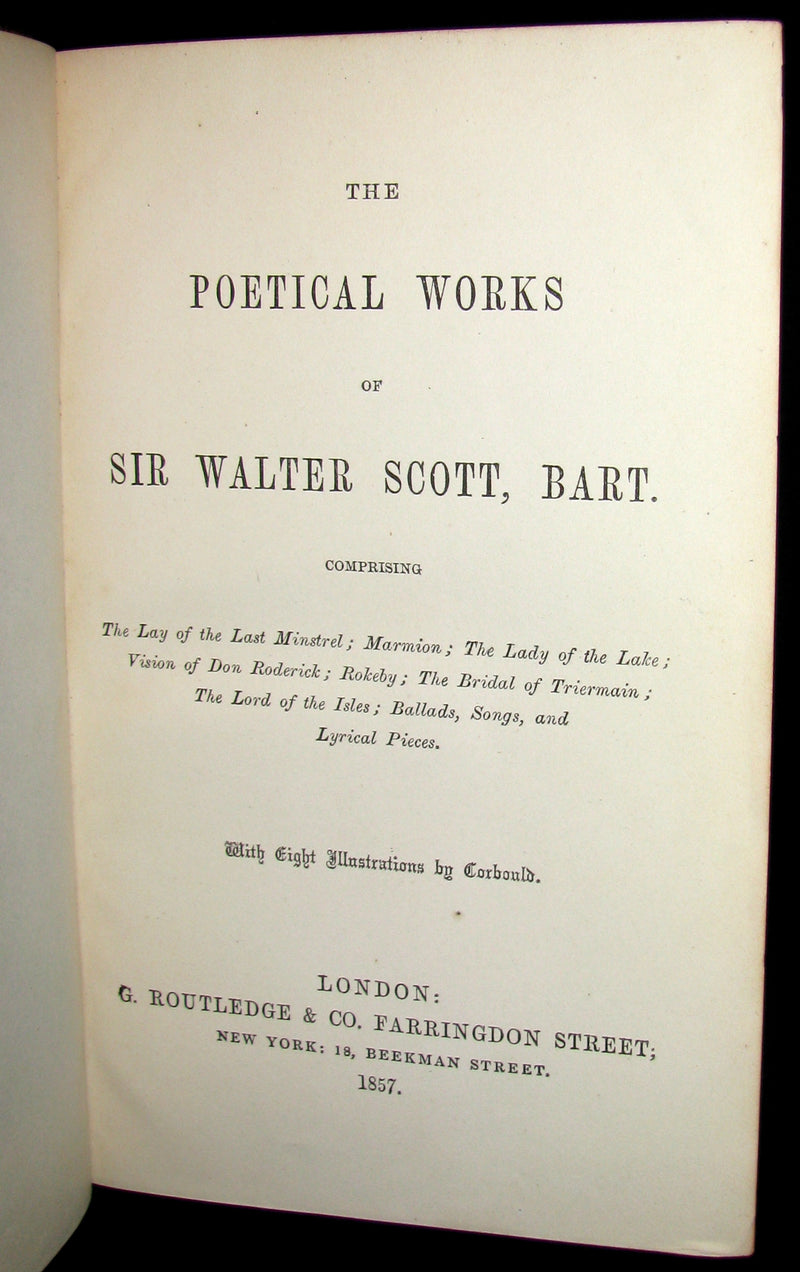 THE
POETICAL WORKS
OF
SIR WALTER SCOTT, BART.
COMPRISING
The Lay of the Last Minstrel; Marmion; The Lady of the Lake;
Vision of Don Roderick; Rokeby; The Bridal of Triermain;
The Lord of the Isles; Ballads, Songs, and
Lyrical Pieces.
With Eight Illustrations by Corbould.
LONDON:
G. ROUTLEDGE & CO. FARRINGDON STREET;
NEW YORK: 18, BEEKMAN STREET.
1857.